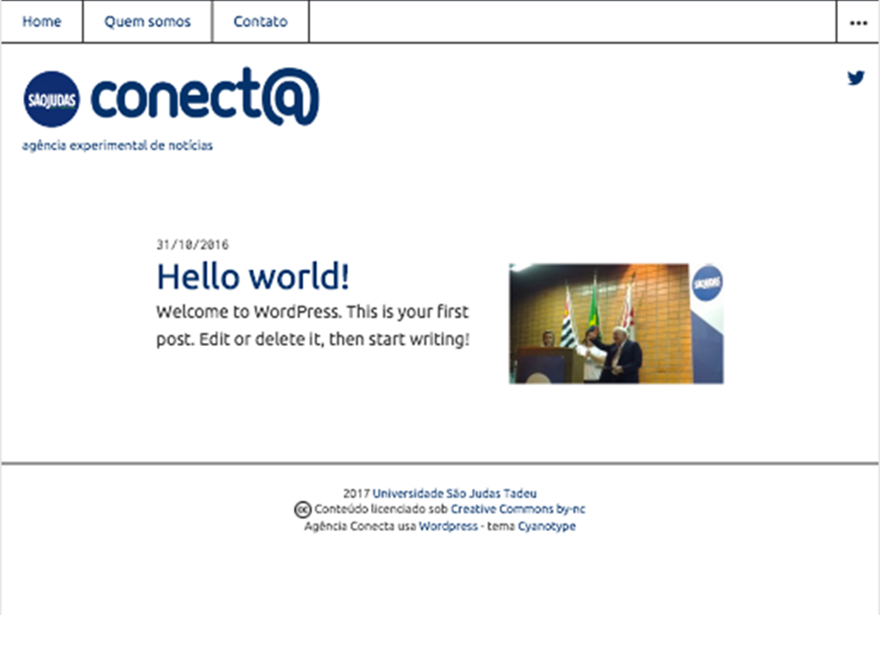 Home Quem somos Contato ...
SÃOJUDAS conect@
agência experimental de notícias
31/10/2016
Hello world!
Welcome to WordPress. This is your first
post. Edit or delete it, then start writing!
SÃOJUDAS
2017 Universidade São Judas Tadeu
cc Conteúdo licenciado sob Creative Commons by-nc
Agência Conecta usa Wordpress - tema Cyanotype